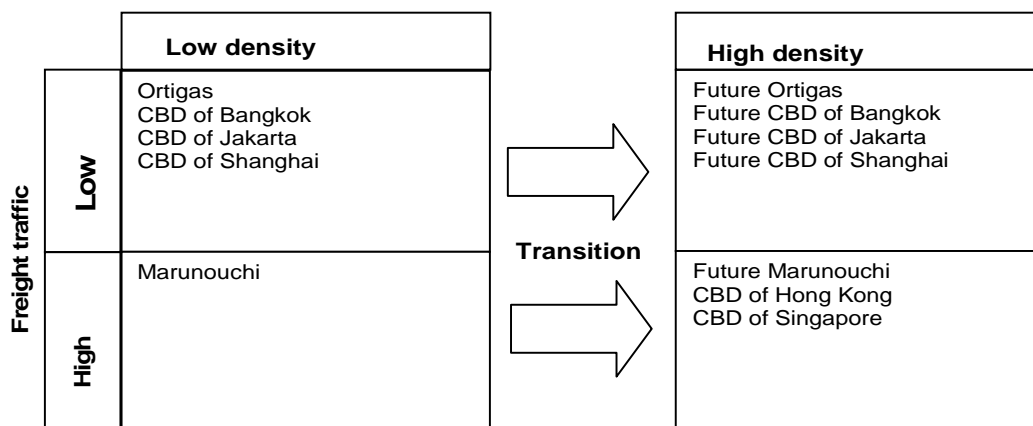 Low density
High density
Freight traffic
Low
Ortigas
CBD of Bangkok
CBD of Jakarta
CBD of Shanghai
Future Ortigas
Future CBD of Bangkok
Future CBD of Jakarta
Future CBD of Shanghai
Transition
High
Marunouchi
Future Marunouchi
CBD of Hong Kong
CBD of Singapore